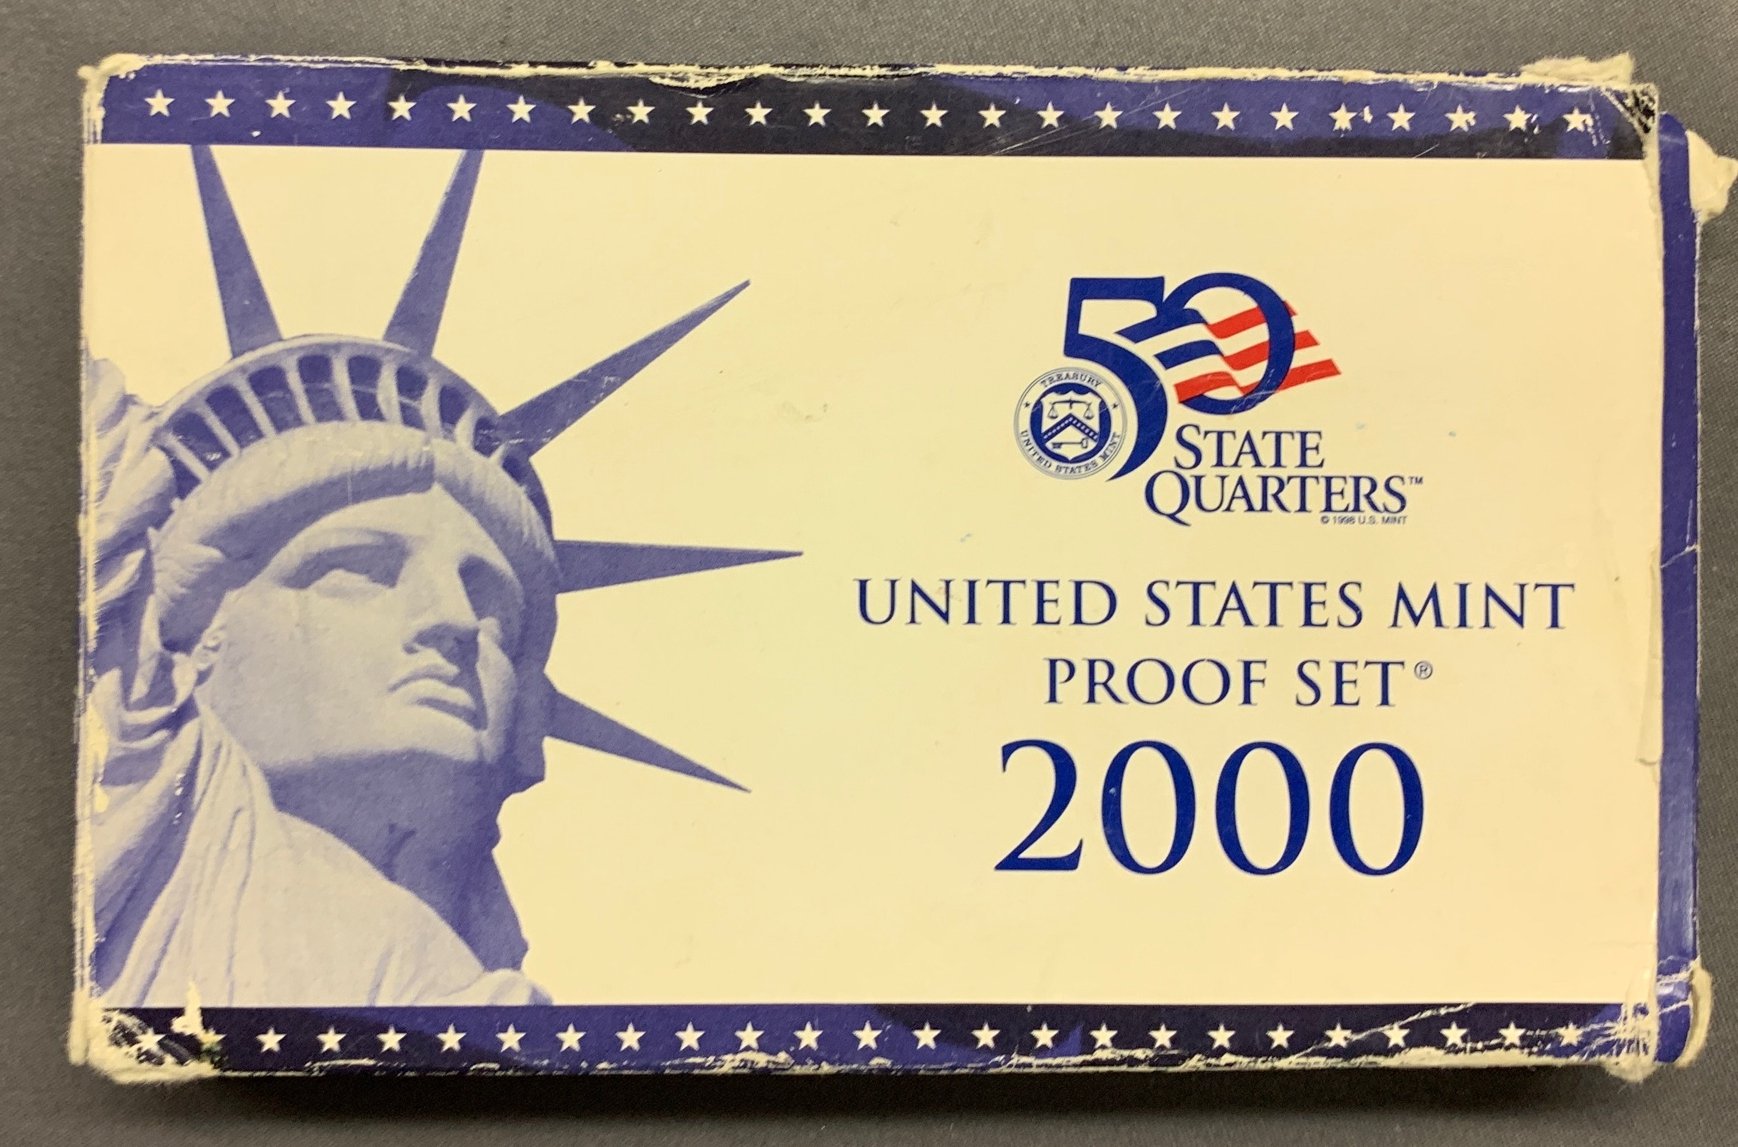 50
TREASURY
UNITED STATES MINT
STATE
QUARTERS™
© 1998 U.S. MINT
UNITED STATES MINT
PROOF SET®
2000